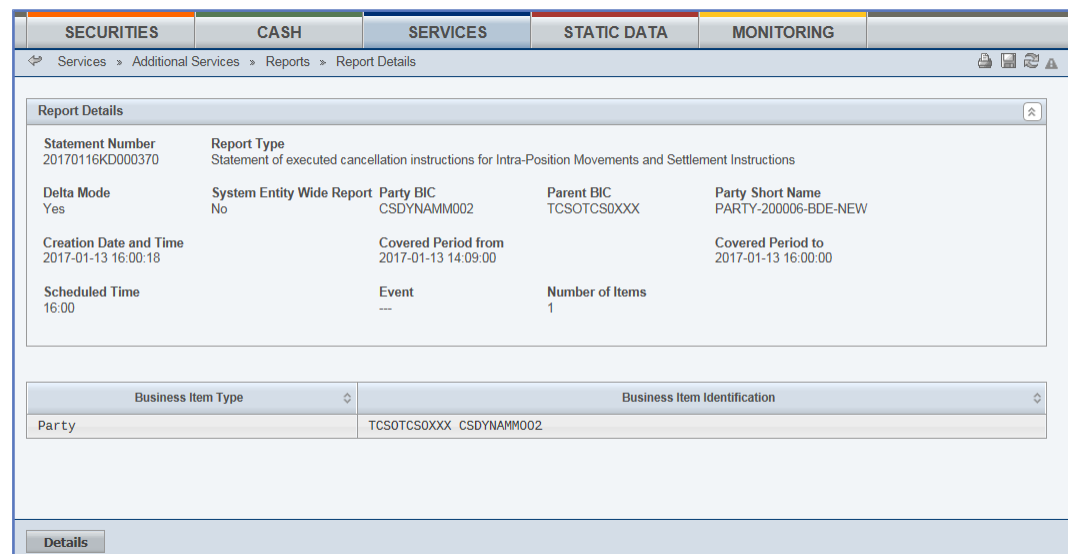 SECURITIES CASH SERVICES STATIC DATA MONITORING
Services » Additional Services » Reports » Report Details
Report Details
Statement Number Report Type
20170116KD000370 Statement of executed cancellation instructions for Intra-Position Movements and Settlement Instructions
Delta Mode System Entity Wide Report Party BIC Parent BIC Party Short Name
Yes No CSDYNAMM002 TCSOTCS0XXX PARTY-200006-BDE-NEW
Creation Date and Time Covered Period from Covered Period to
2017-01-13 16:00:18 2017-01-13 14:09:00 2017-01-13 16:00:00
Scheduled Time Event Number of Items
16:00 --- 1
Business Item Type Business Item Identification
Party TCSOTCS0XXX CSDYNAMM002
Details